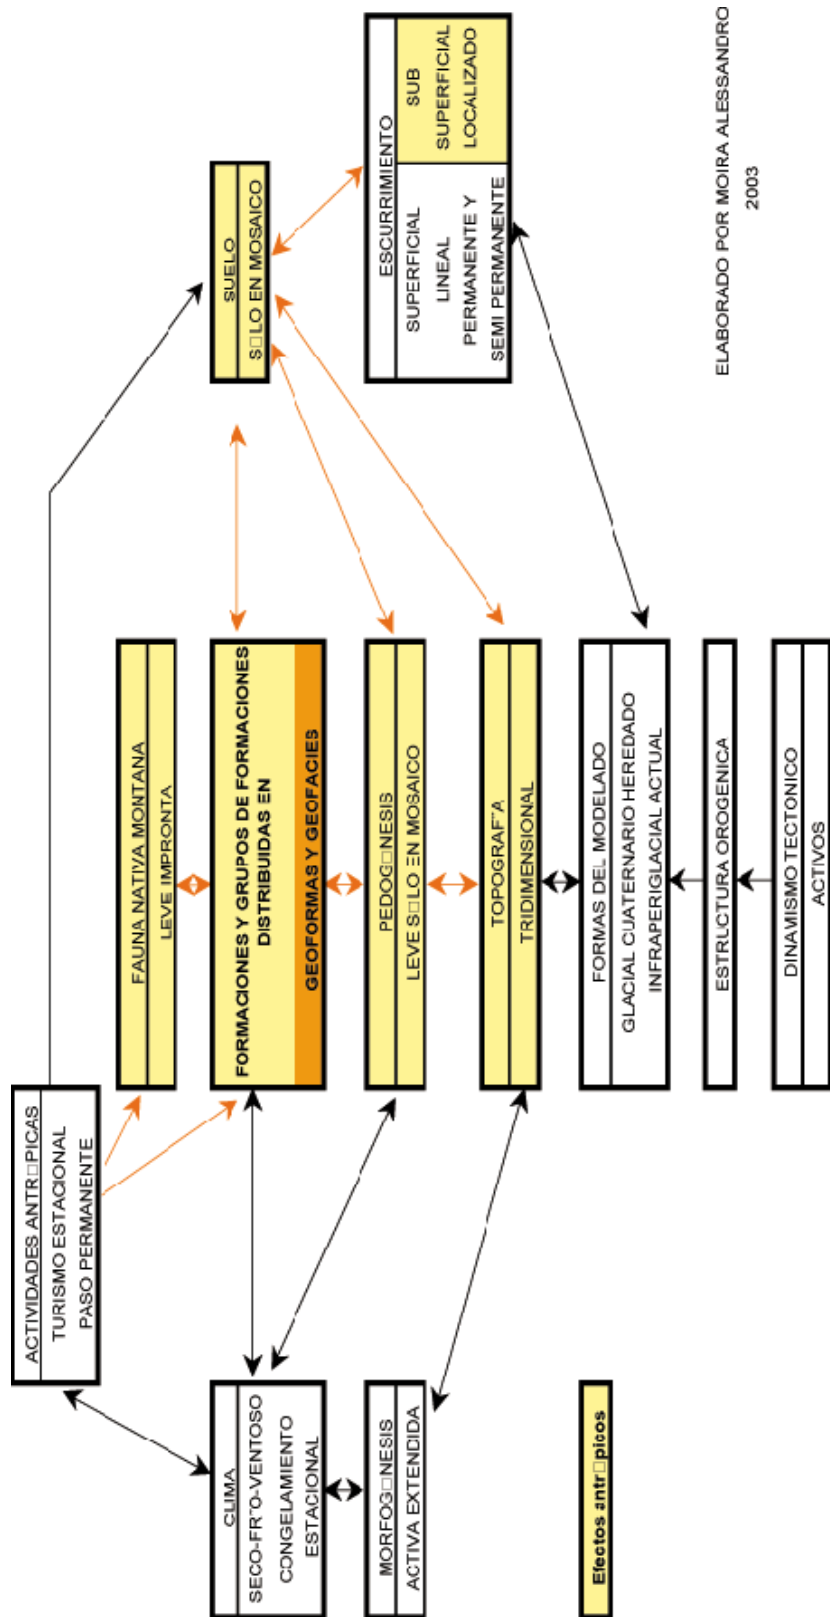 ACTIVIDADES ANTR□PICAS
TURISMO ESTACIONAL
PASO PERMANENTE
FAUNA NATIVA MONTANA
LEVE IMPRONTA
CLIMA
SECO-FR"O-VENTOSO
CONGELAMIENTO
ESTACIONAL
FORMACIONES Y GRUPOS DE FORMACIONES
DISTRIBUIDAS EN
GEOFORMAS Y GEOFACIES
SUELO
S□LO EN MOSAICO
MORFOG□NESIS
ACTIVA EXTENDIDA
PEDOG□NESIS
LEVE S□LO EN MOSAICO
ESCURRIMIENTO
SUPERFICIAL
LINEAL
PERMANENTE Y
SEMI PERMANENTE
SUB
SUPERFICIAL
LOCALIZADO
TOPOGRAF"A
TRIDIMENSIONAL
Efectos antr□picos
FORMAS DEL MODELADO
GLACIAL CUATERNARIO HEREDADO
INFRAPERIGLACIAL ACTUAL
ESTRUCTURA OROGENICA
DINAMISMO TECTONICO
ACTIVOS
ELABORADO POR MOIRA ALESSANDRO
2003